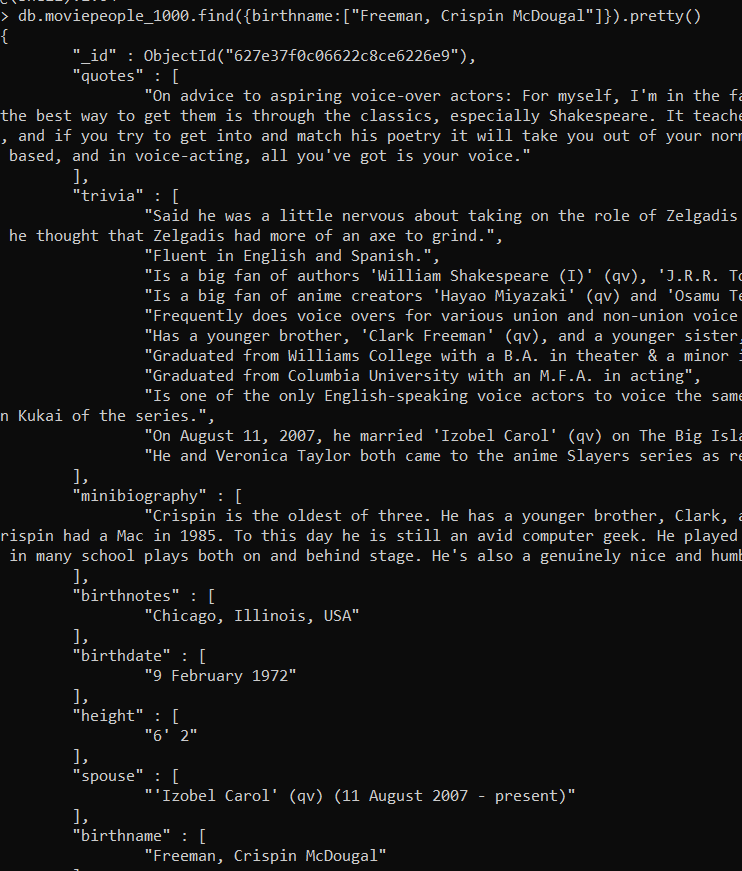 > db.moviepeople_1000.find({birthname:["Freeman, Crispin McDougal"]}).pretty()
{
"_id" : ObjectId("627e37f0c06622c8ce6226e9"),
"quotes" : [
"On advice to aspiring voice-over actors: For myself, I'm in the
the best way to get them is through the classics, especially Shakespeare. It
, and if you try to get into and match his poetry it will take you out of your
based, and in voice-acting, all you've got is your voice."
],
"trivia" : [
"Said he was a little nervous about taking on the role of Zelgadis
he thought that Zelgadis had more of an axe to grind.",
"Fluent in English and Spanish.",
"Is a big fan of authors 'William Shakespeare (I)' (qv), 'J.R.R.
"Is a big fan of anime creators 'Hayao Miyazaki' (qv) and 'Osamu
"Frequently does voice overs for various union and non-union voice
"Has a younger brother, 'Clark Freeman' (qv), and a younger sister,
"Graduated from Williams College with a B.A. in theater & a minor
"Graduated from Columbia University with an M.F.A. in acting",
"Is one of the only English-speaking voice actors to voice the same
n Kukai of the series.",
"On August 11, 2007, he married 'Izobel Carol' (qv) on The Big
"He and Veronica Taylor both came to the anime Slayers series as
],
"minibiography" : [
"Crispin is the oldest of three. He has a younger brother, Clark,
rispin had a Mac in 1985. To this day he is still an avid computer geek. He played
in many school plays both on and behind stage. He's also a genuinely nice and
],
"birthnotes" : [
"Chicago, Illinois, USA"
],
"birthdate" : [
"9 February 1972"
],
"height" : [
"6' 2"
],
"spouse" : [
"'Izobel Carol' (qv) (11 August 2007 - present)"
],
"birthname" : [
"Freeman, Crispin McDougal"